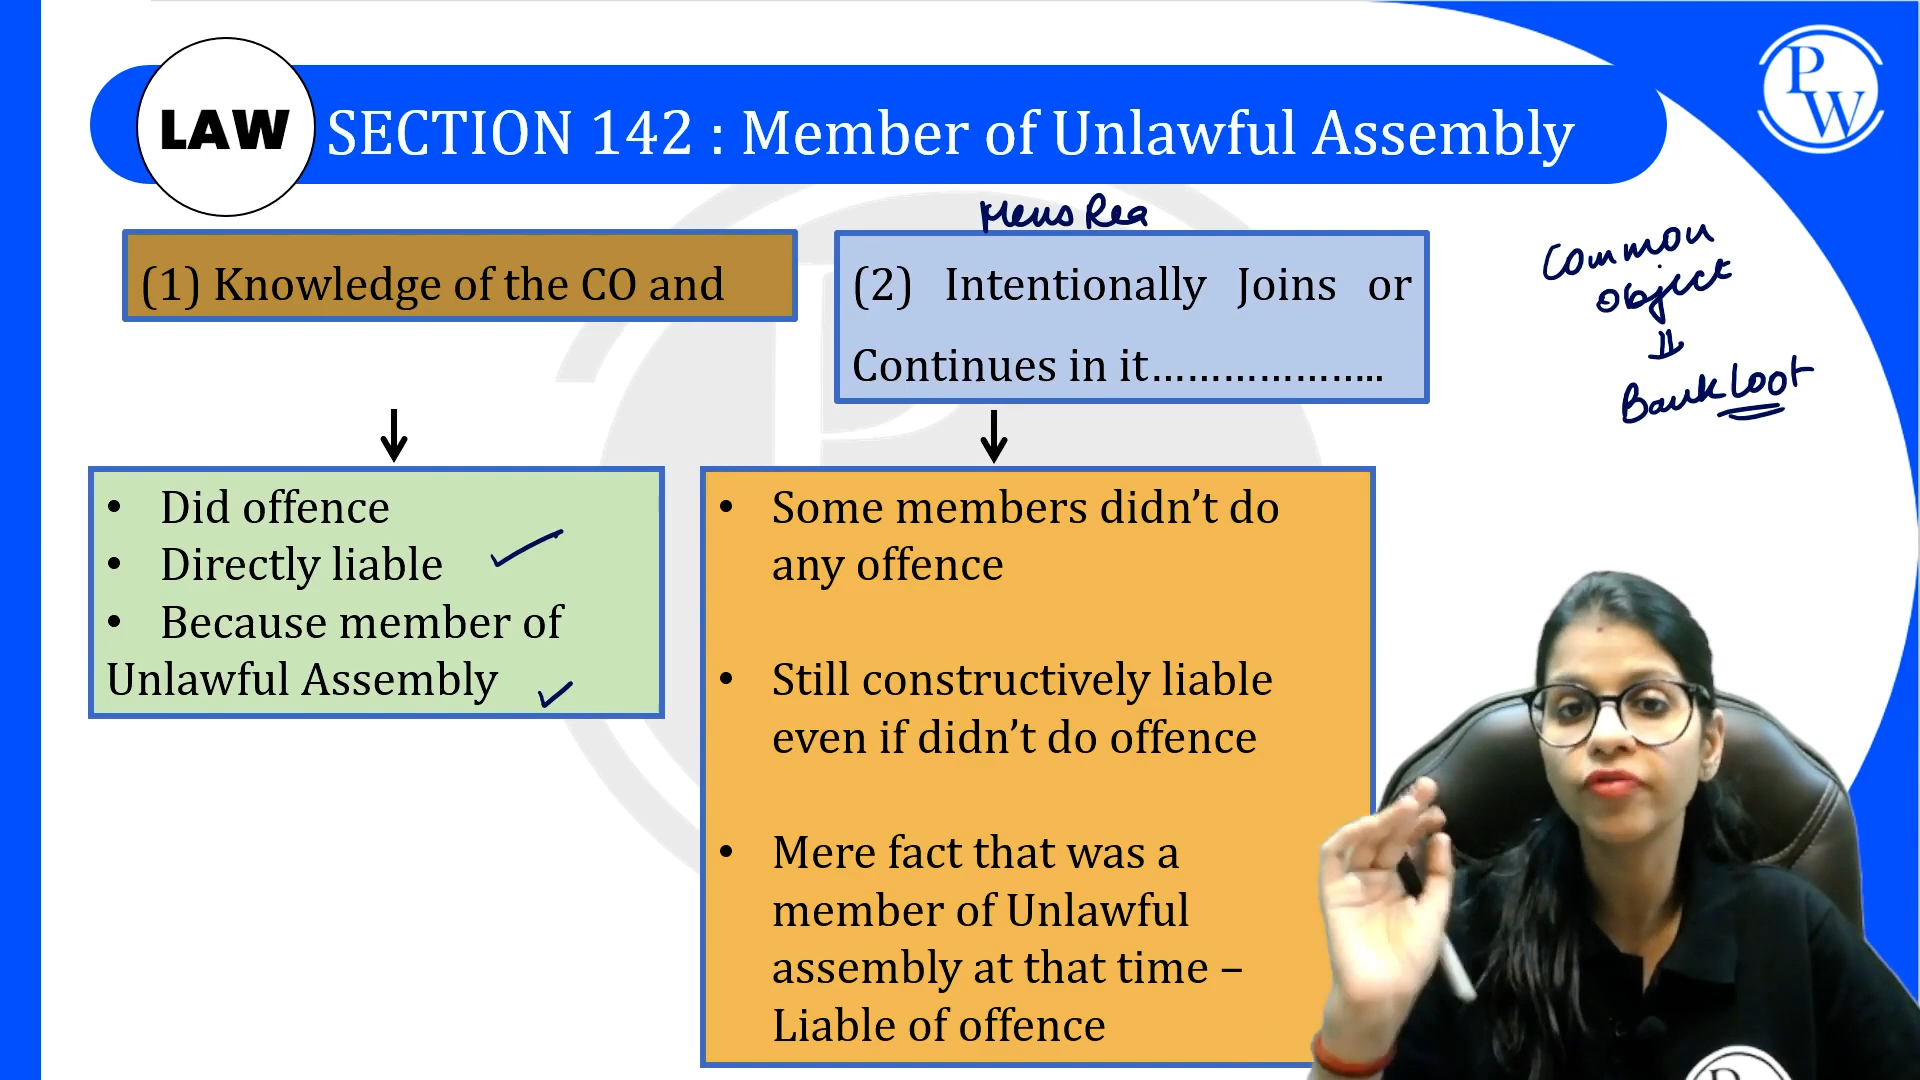 LAW
SECTION 142 : Member of Unlawful Assembly
PW
Mens Rea
(1) Knowledge of the CO and
(2) Intentionally Joins or
Continues in it…………………..
Common
Object
⇓
Bank Loot
• Did offence
• Directly liable
• Because member of
Unlawful Assembly
• Some members didn’t do
any offence
• Still constructively liable
even if didn’t do offence
• Mere fact that was a
member of Unlawful
assembly at that time –
Liable of offence
P